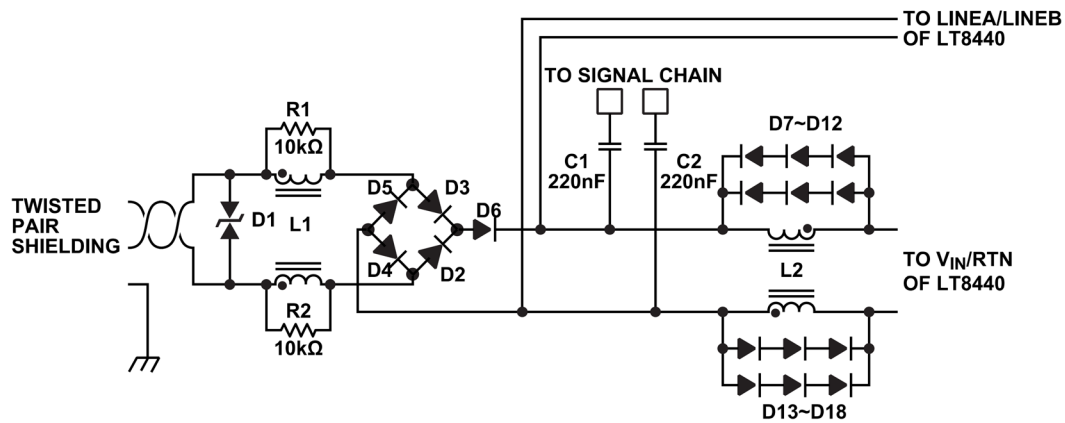 TO LINEA/LINEB
OF LT8440
TO SIGNAL CHAIN
R1
10kΩ
D7~D12
C1
220nF
C2
220nF
D5
D3
D6
TWISTED
PAIR
SHIELDING
D1
L1
D4
D2
L2
TO VIN/RTN
OF LT8440
R2
10kΩ
D13~D18